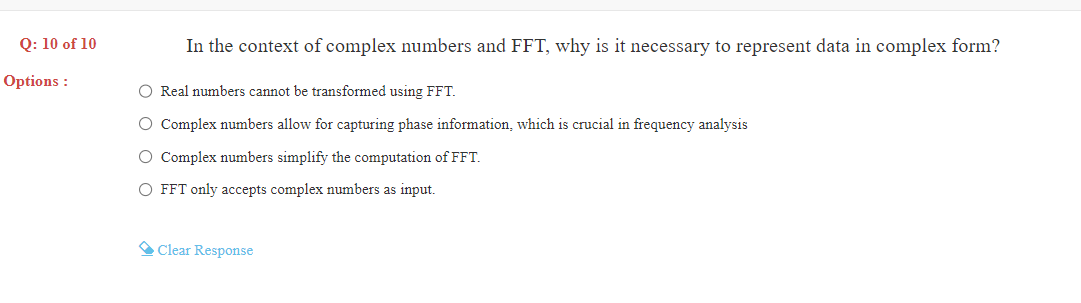 Q: 10 of 10
In the context of complex numbers and FFT, why is it necessary to represent data in complex form?
Options :
Real numbers cannot be transformed using FFT.
Complex numbers allow for capturing phase information, which is crucial in frequency analysis
Complex numbers simplify the computation of FFT.
FFT only accepts complex numbers as input.
Clear Response